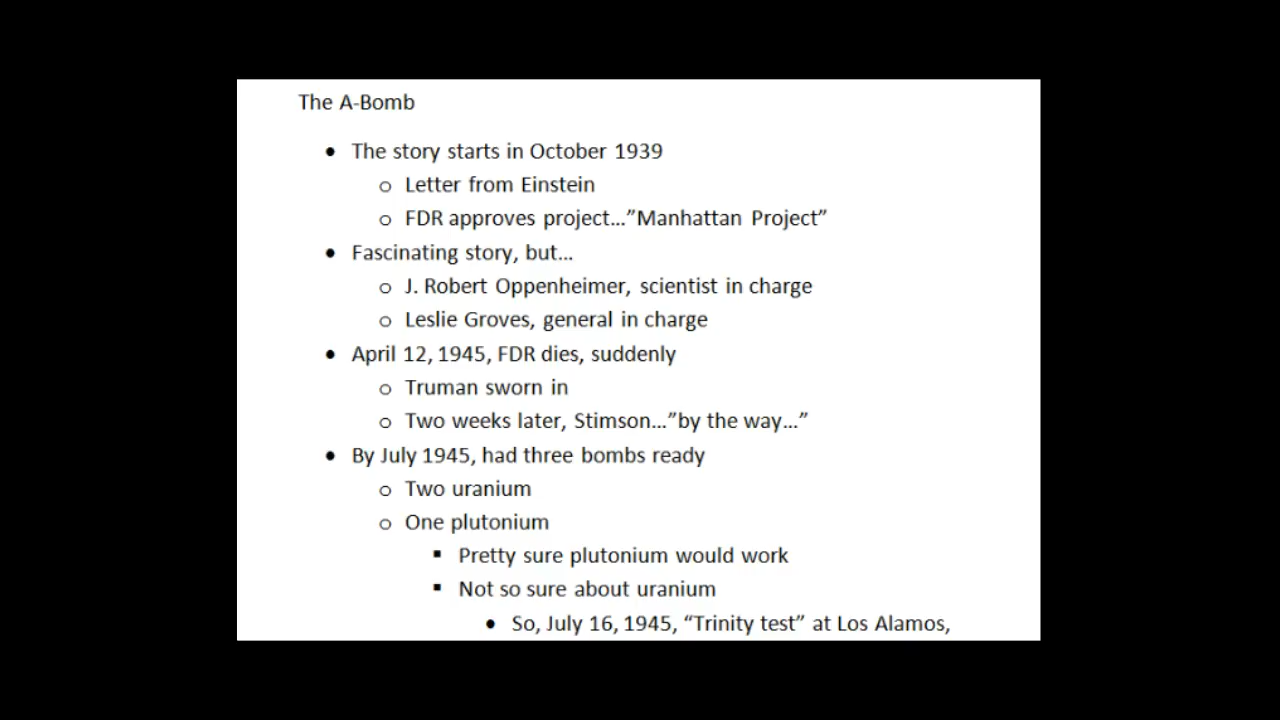 The A-Bomb
• The story starts in October 1939
o Letter from Einstein
o FDR approves project…”Manhattan Project”
• Fascinating story, but…
o J. Robert Oppenheimer, scientist in charge
o Leslie Groves, general in charge
• April 12, 1945, FDR dies, suddenly
o Truman sworn in
o Two weeks later, Stimson…”by the way…”
• By July 1945, had three bombs ready
o Two uranium
o One plutonium
▪ Pretty sure plutonium would work
▪ Not so sure about uranium
• So, July 16, 1945, “Trinity test” at Los Alamos,